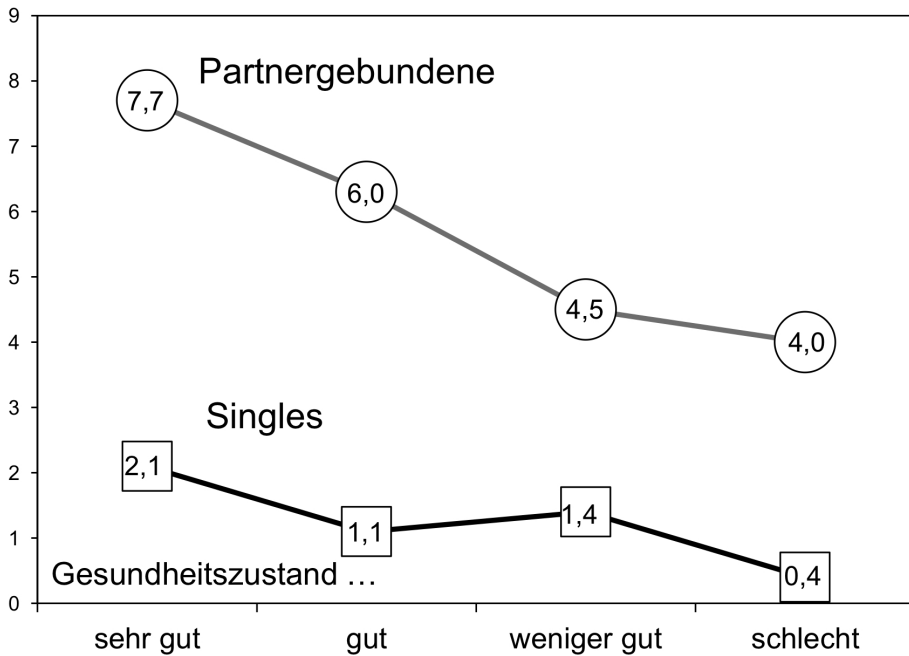 9
8
7
6
5
4
3
2
1
0
Partnergebundene
7,7
6,0
4,5
4,0
Singles
2,1
1,1
1,4
0,4
Gesundheitszustand …
sehr gut
gut
weniger gut
schlecht